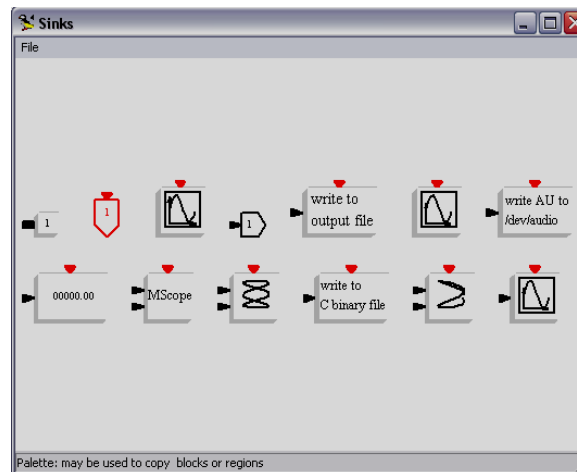 Sinks
File
1
1
1
write to
output file
write AU to
/dev/audio
00000.00
MScope
write to
C binary file
Palette: may be used to copy blocks or regions